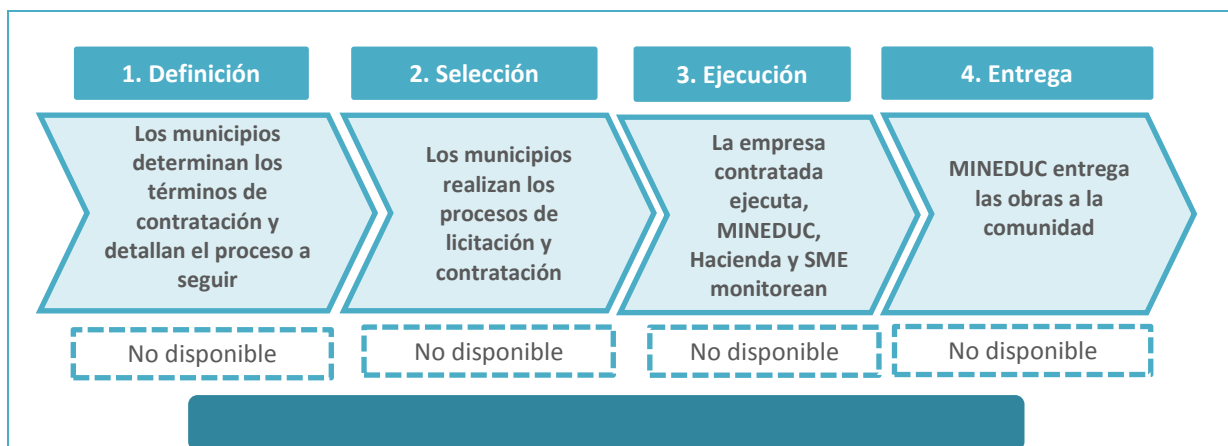 1. Definición
2. Selección
3. Ejecución
4. Entrega
Los municipios
determinan los
términos de
contratación y
detallan el proceso a
seguir
Los municipios
realizan los
procesos de
licitación y
contratación
La empresa
contratada
ejecuta,
MINEDUC,
Hacienda y SME
monitorean
MINEDUC entrega
las obras a la
comunidad
No disponible
No disponible
No disponible
No disponible